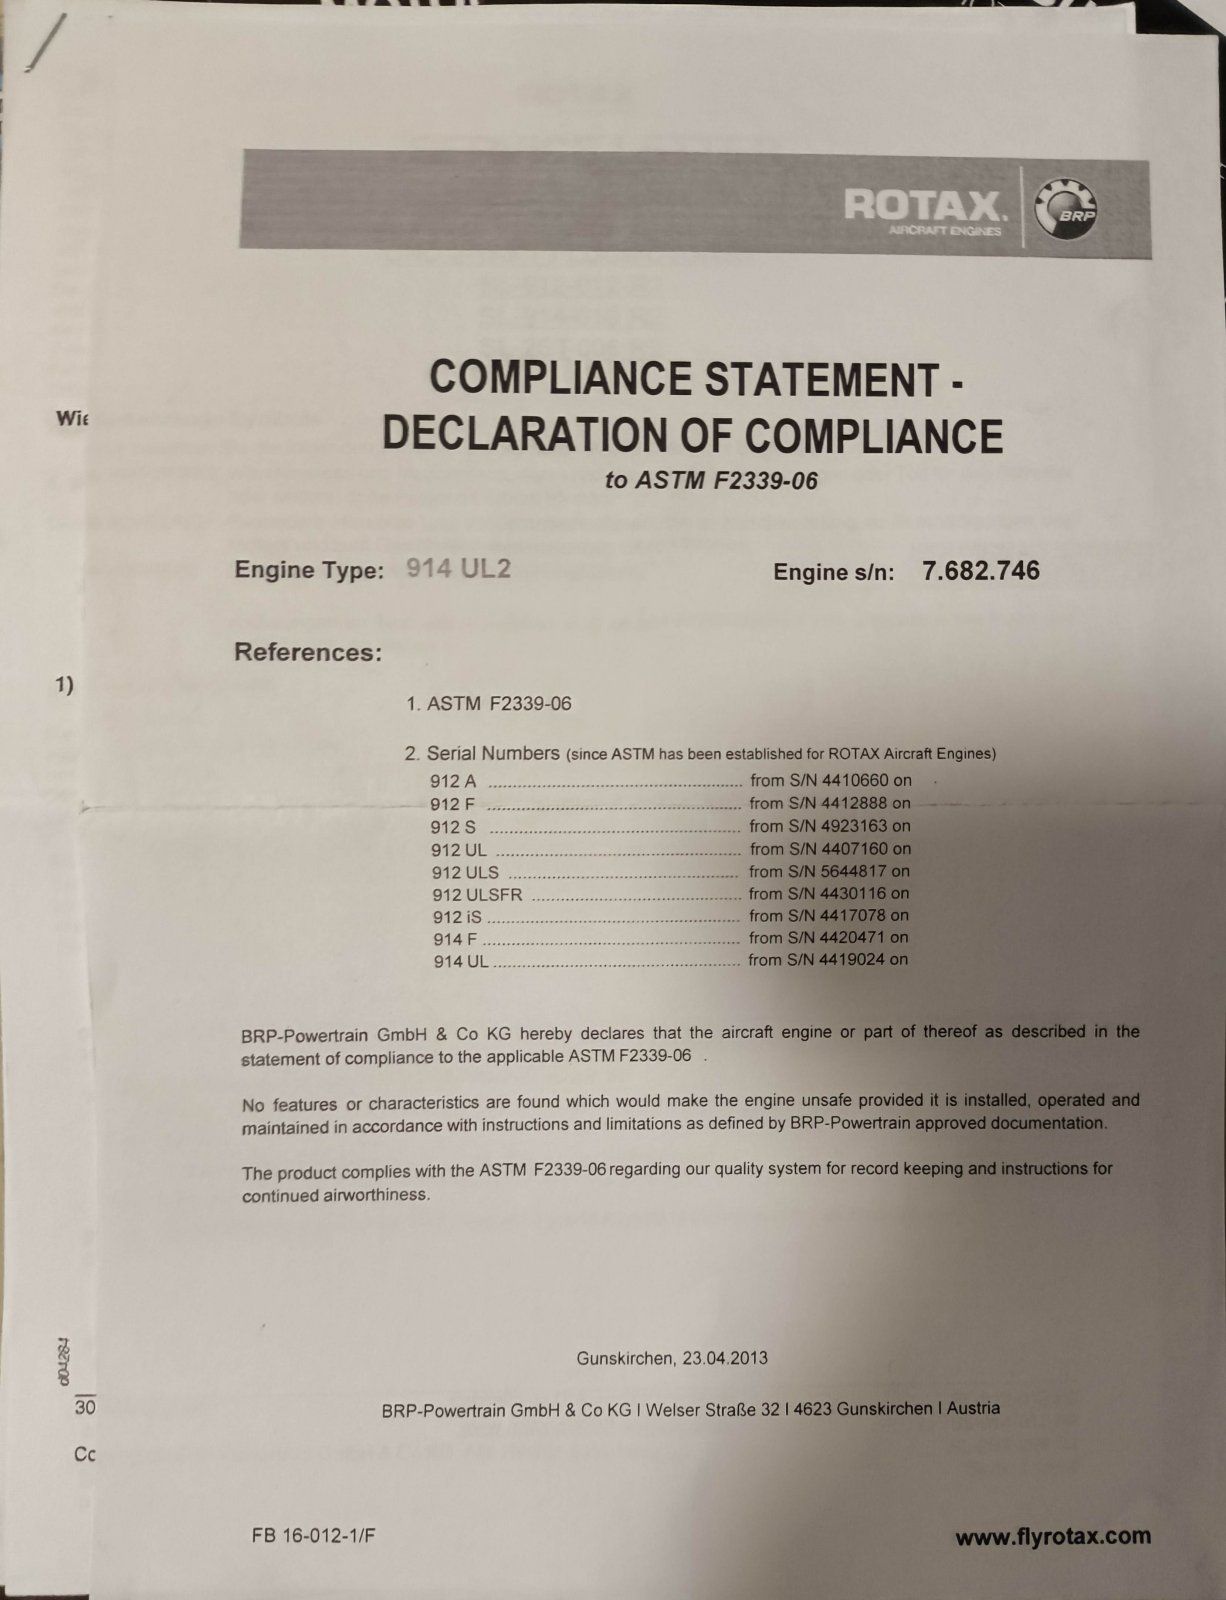 ROTAX.
AIRCRAFT ENGINES
BRP
COMPLIANCE STATEMENT -
DECLARATION OF COMPLIANCE
to ASTM F2339-06
Wie
Engine Type: 914 UL2 Engine s/n: 7.682.746
References:
1)
1. ASTM F2339-06
2. Serial Numbers (since ASTM has been established for ROTAX Aircraft Engines)
912 A ........................................................ from S/N 4410660 on
912 F ........................................................ from S/N 4412888 on
912 S ........................................................ from S/N 4923163 on
912 UL ...................................................... from S/N 4407160 on
912 ULS ................................................... from S/N 5644817 on
912 ULSFR .............................................. from S/N 4430116 on
912 iS ........................................................ from S/N 4417078 on
914 F ......................................................... from S/N 4420471 on
914 UL ....................................................... from S/N 4419024 on
BRP-Powertrain GmbH & Co KG hereby declares that the aircraft engine or part of thereof as described in the
statement of compliance to the applicable ASTM F2339-06 .
No features or characteristics are found which would make the engine unsafe provided it is installed, operated and
maintained in accordance with instructions and limitations as defined by BRP-Powertrain approved documentation.
The product complies with the ASTM F2339-06 regarding our quality system for record keeping and instructions for
continued airworthiness.
Gunskirchen, 23.04.2013
d04284
30
BRP-Powertrain GmbH & Co KG I Welser Straße 32 I 4623 Gunskirchen I Austria
Cc
FB 16-012-1/F
www.flyrotax.com